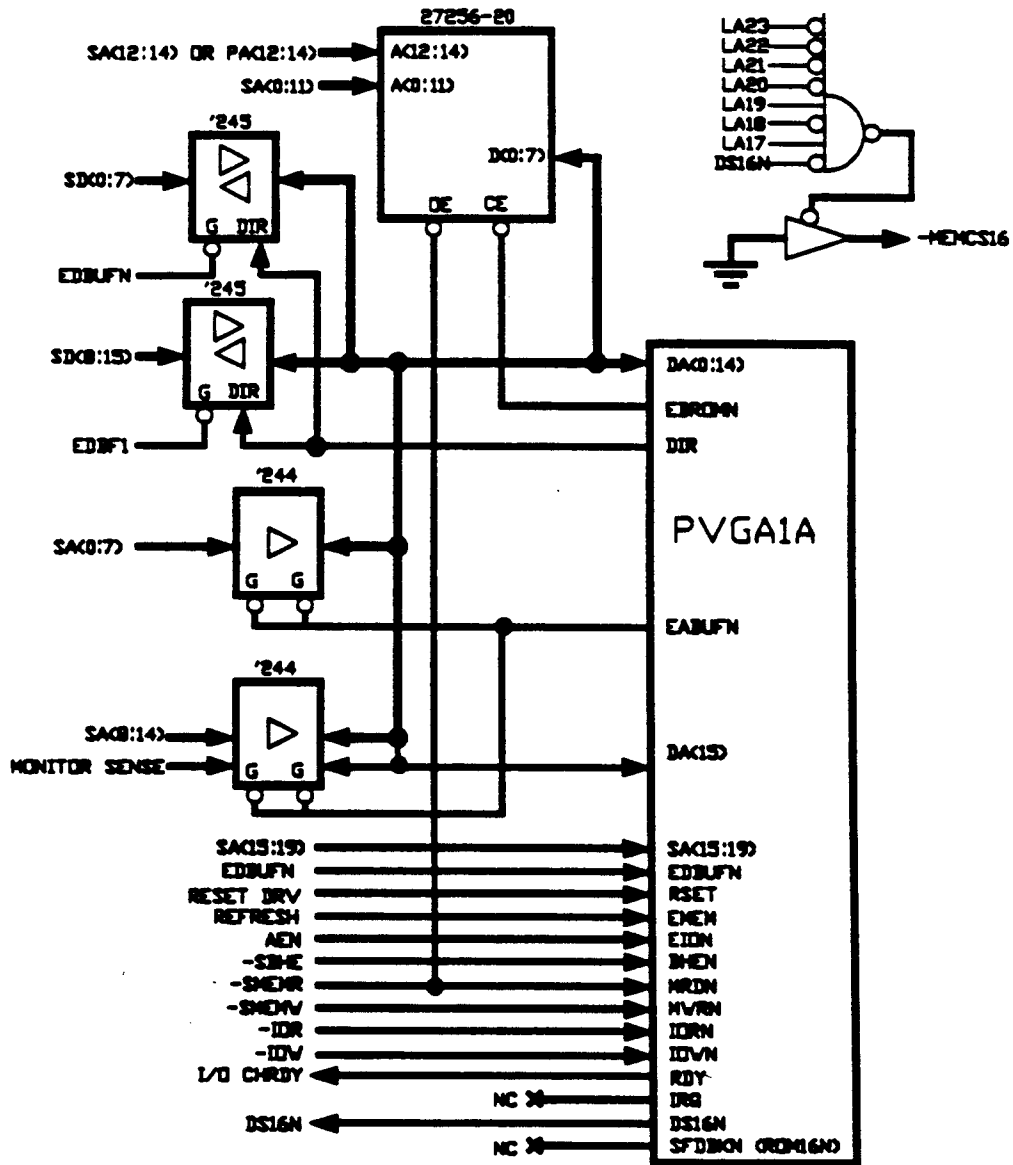 27256-20
SA(12:14) OR PA(12:14)
A(12:14)
SA(0:11)
A(0:11)
D(0:7)
OE
CE
LA23
LA22
LA21
LA20
LA19
LA18
LA17
DS16N
-MEMCS16
'245
SD(0:7)
G
DIR
EDBUFN
'245
SD(8:15)
G
DIR
EDBF1
'244
SA(0:7)
G
G
'244
SA(8:14)
MONITOR SENSE
G
G
DA(0:14)
EBROMN
DIR
PVGA1A
EABUFN
DA(15)
SA(15:19)
SA(15:19)
EDBUFN
EDBUFN
RESET DRV
RSET
REFRESH
EMEM
AEN
EION
-SBHE
BHEN
-SMEMR
MRDN
-SMEMW
MWRN
-IOR
IORN
-IOW
IOWN
I/O CHRDY
RDY
NC
IRQ
DS16N
DS16N
NC
SFDBKN (ROM16N)